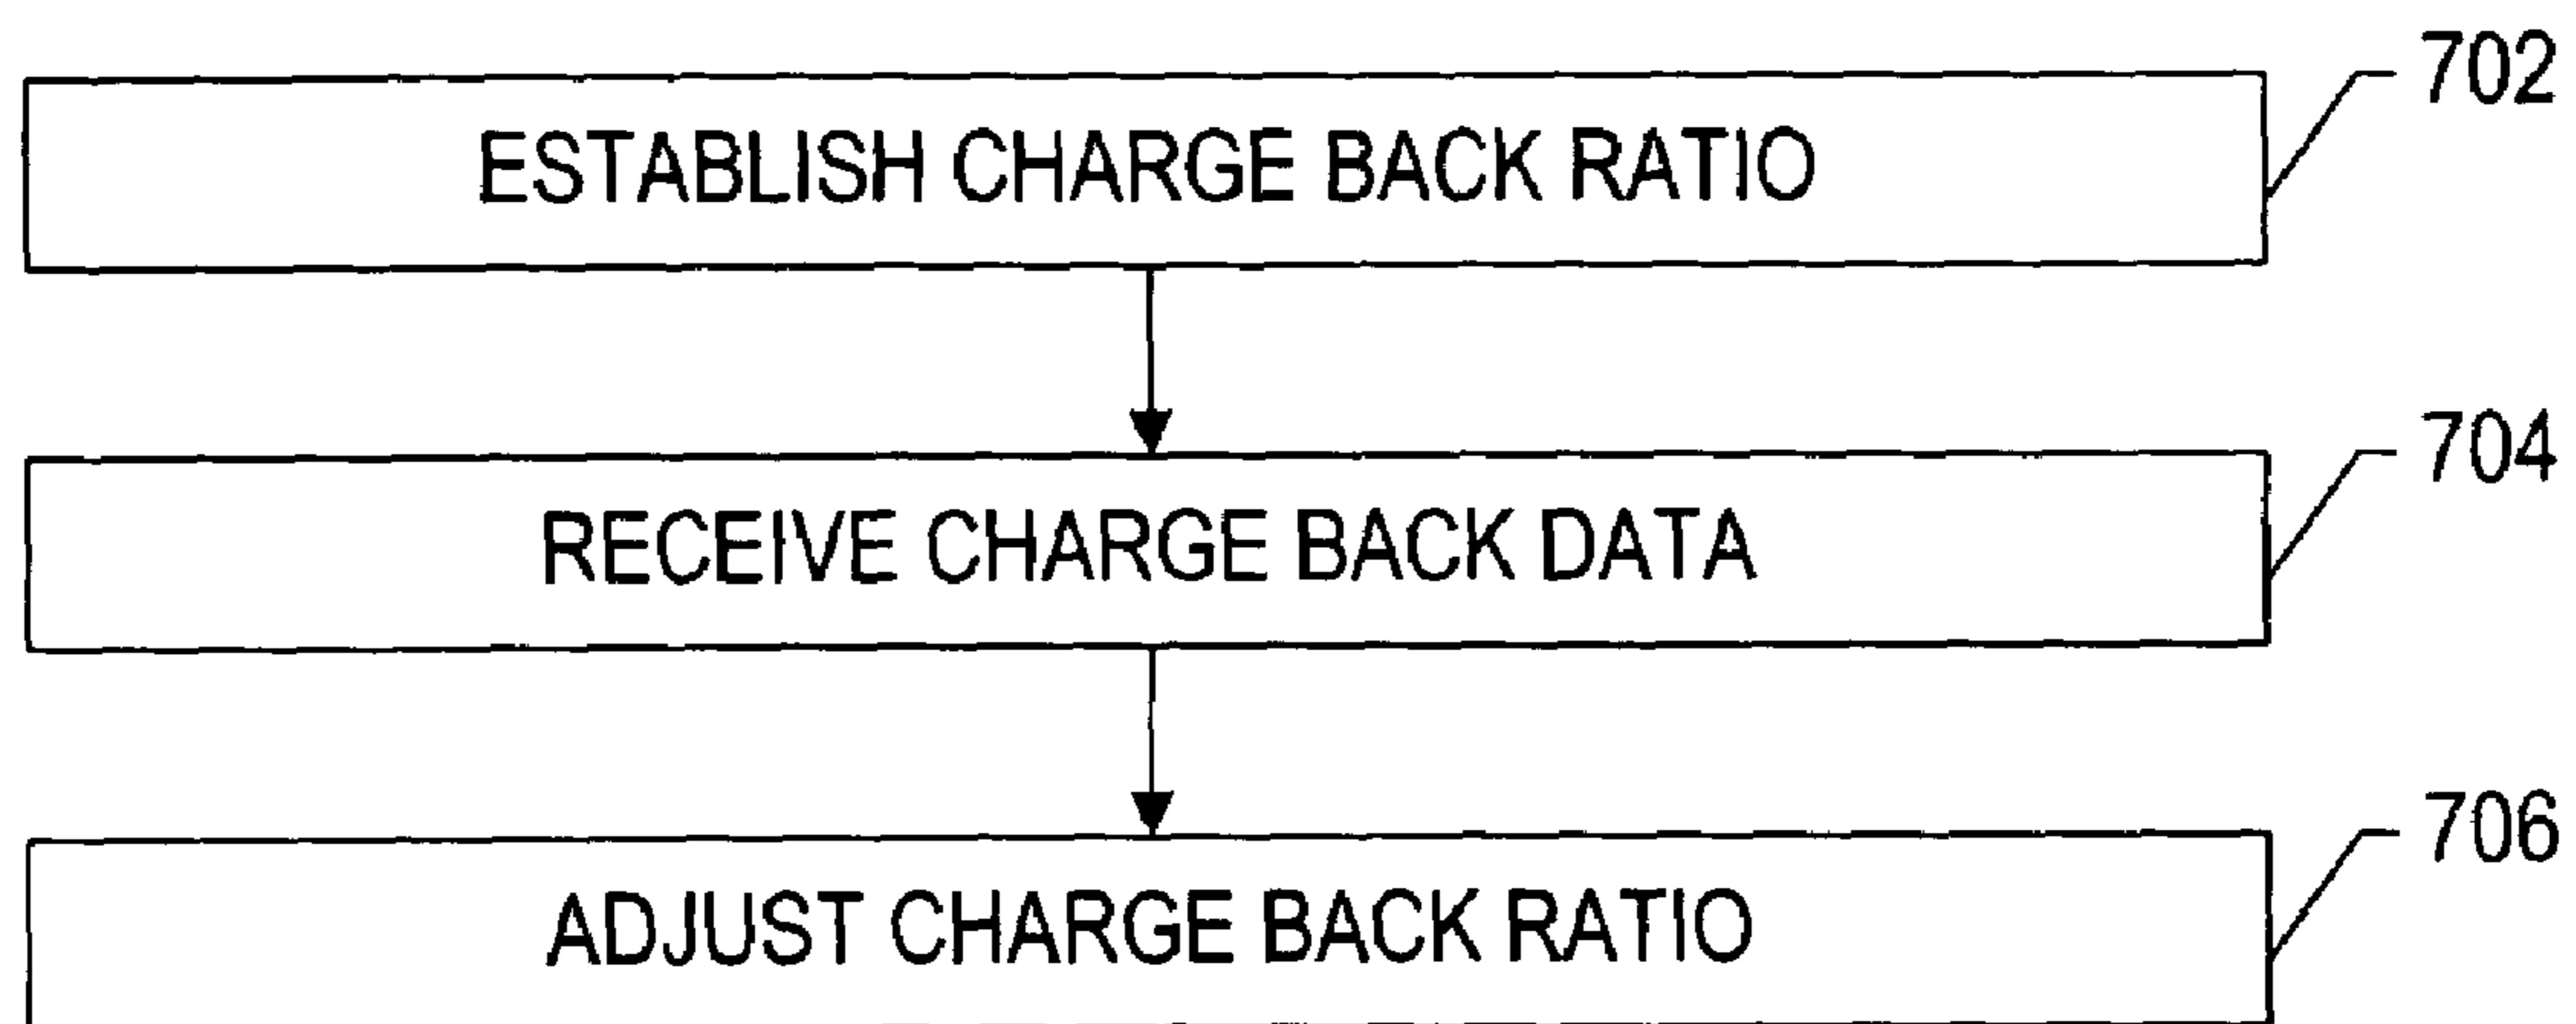 702
ESTABLISH CHARGE BACK RATIO
704
RECEIVE CHARGE BACK DATA
706
ADJUST CHARGE BACK RATIO